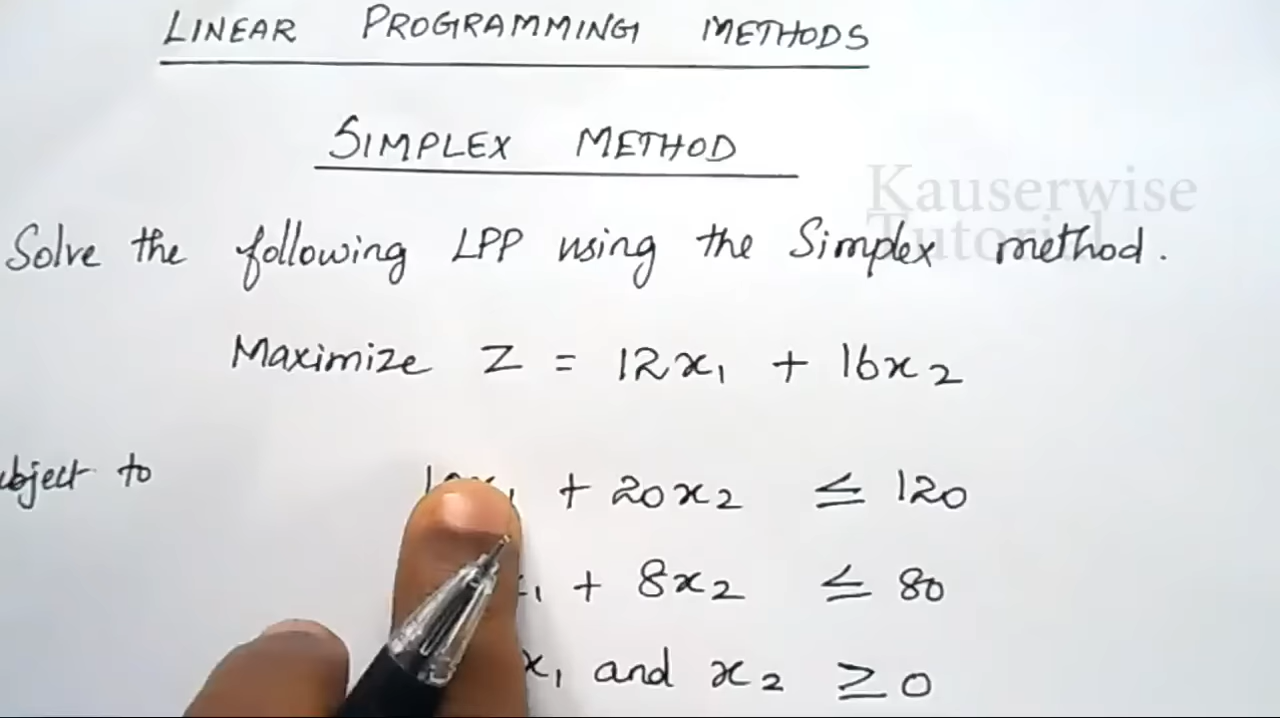 LINEAR PROGRAMMING METHODS
SIMPLEX METHOD
Kauserwise
Tutorial
Solve the following LPP using the Simplex method.
Maximize Z = 12x₁ + 16x₂
to + 20x₂ ≤ 120
+ 8x₂ ≤ 80
x₁ and x₂ ≥ 0